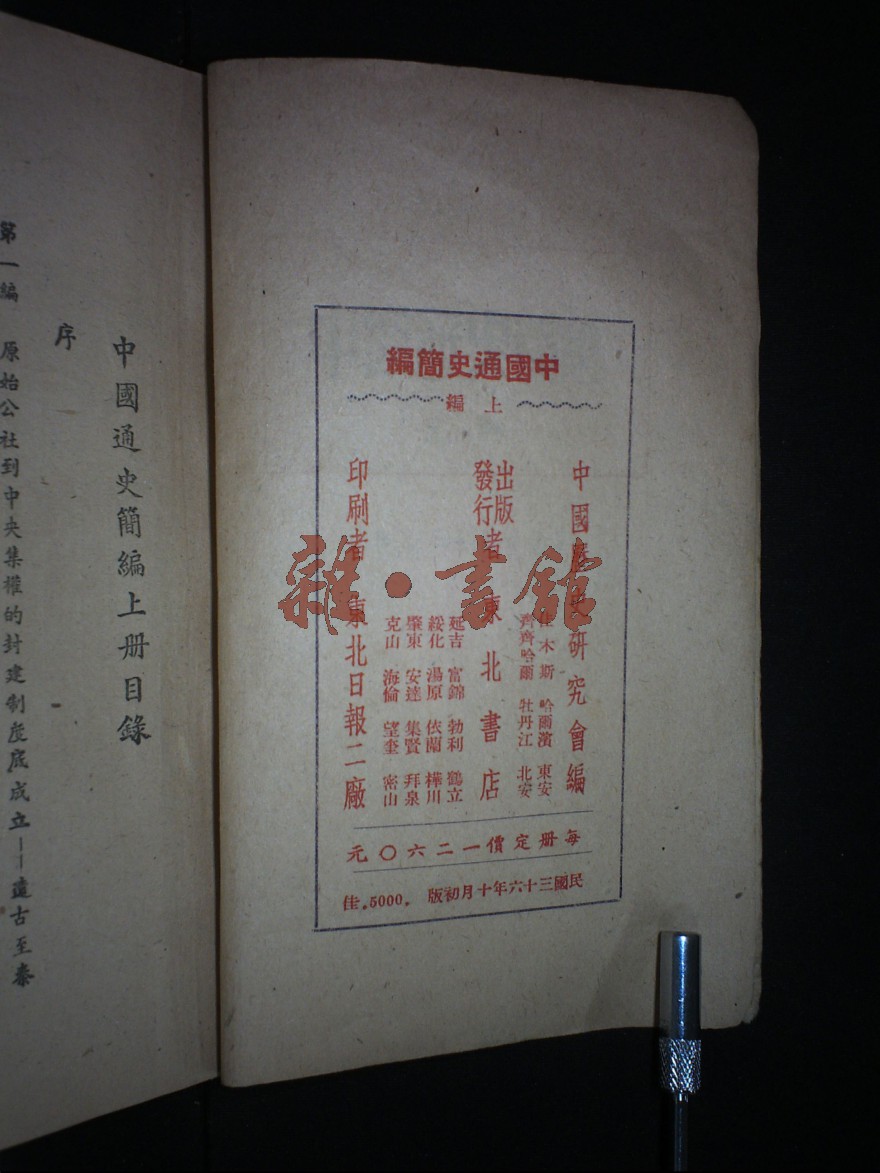 中國通史簡編
上編
中國歷史研究會編
佳木斯 哈爾濱 東安
齊齊哈爾 牡丹江 北安
出版
發行者 東北書店
延吉 富錦 勃利 鶴立
綏化 湯原 依蘭 樺川
肇東 安達 集賢 拜泉
克山 海倫 望奎 密山
印刷者 東北日報二廠
每册定價一二六〇元
民國三十六年十月初版 .5000.佳
雜·書館
中國通史簡編上册目錄
序
第一編 原始公社到中央集權的封建制度底成立——遠古至秦